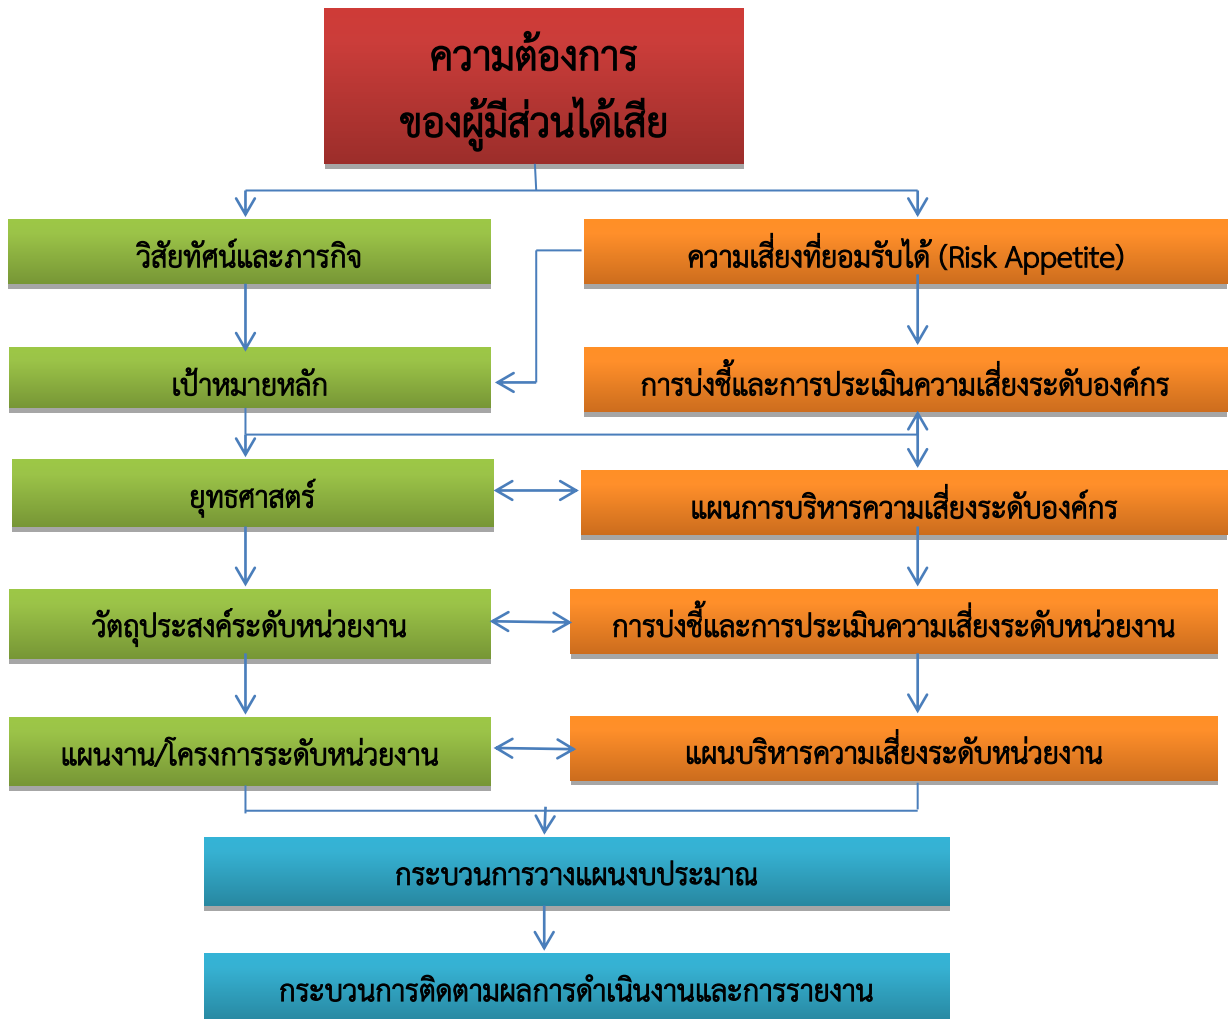 ความต้องการ
ของผู้มีส่วนได้เสีย
วิสัยทัศน์และภารกิจ
ความเสี่ยงที่ยอมรับได้ (Risk Appetite)
เป้าหมายหลัก
การบ่งชี้และการประเมินความเสี่ยงระดับองค์กร
ยุทธศาสตร์
แผนการบริหารความเสี่ยงระดับองค์กร
วัตถุประสงค์ระดับหน่วยงาน
การบ่งชี้และการประเมินความเสี่ยงระดับหน่วยงาน
แผนงาน/โครงการระดับหน่วยงาน
แผนบริหารความเสี่ยงระดับหน่วยงาน
กระบวนการวางแผนงบประมาณ
กระบวนการติดตามผลการดำเนินงานและการรายงาน